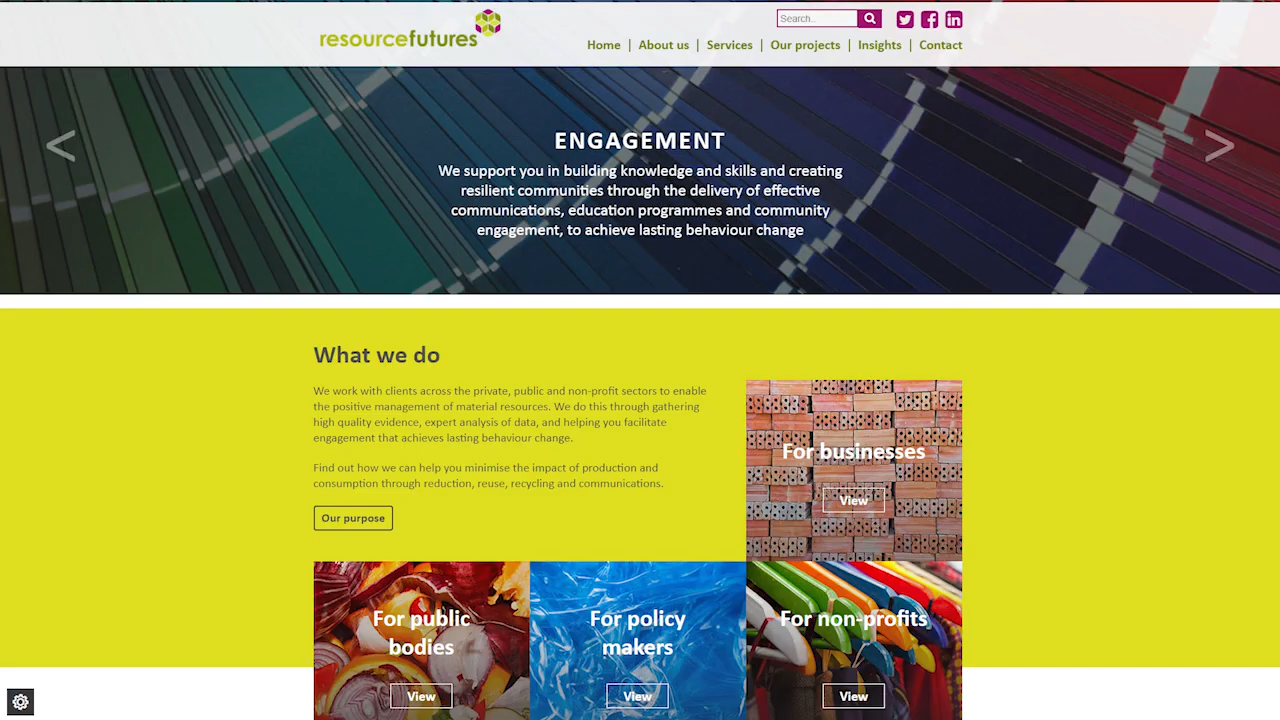 resourcefutures
Search..
Home | About us | Services | Our projects | Insights | Contact
<
>
ENGAGEMENT
We support you in building knowledge and skills and creating
resilient communities through the delivery of effective
communications, education programmes and community
engagement, to achieve lasting behaviour change
What we do
We work with clients across the private, public and non-profit sectors to enable
the positive management of material resources. We do this through gathering
high quality evidence, expert analysis of data, and helping you facilitate
engagement that achieves lasting behaviour change.
Find out how we can help you minimise the impact of production and
consumption through reduction, reuse, recycling and communications.
Our purpose
For businesses
View
For public
bodies
View
For policy
makers
View
For non-profits
View